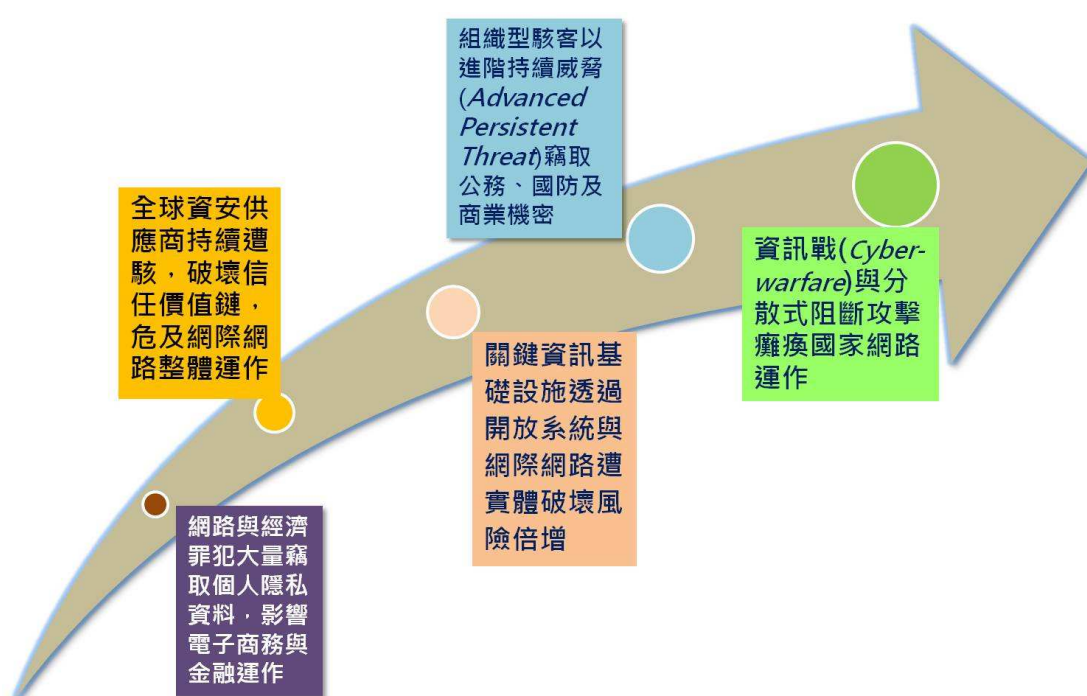 組織型駭客以
進階持續威脅
(Advanced
Persistent
Threat)竊取
公務、國防及
商業機密
全球資安供
應商持續遭
駭，破壞信
任價值鏈，
危及網際網
路整體運作
資訊戰(Cyber-
warfare)與分
散式阻斷攻擊
癱瘓國家網路
運作
關鍵資訊基
礎設施透過
開放系統與
網際網路遭
實體破壞風
險倍增
網路與經濟
罪犯大量竊
取個人隱私
資料，影響
電子商務與
金融運作